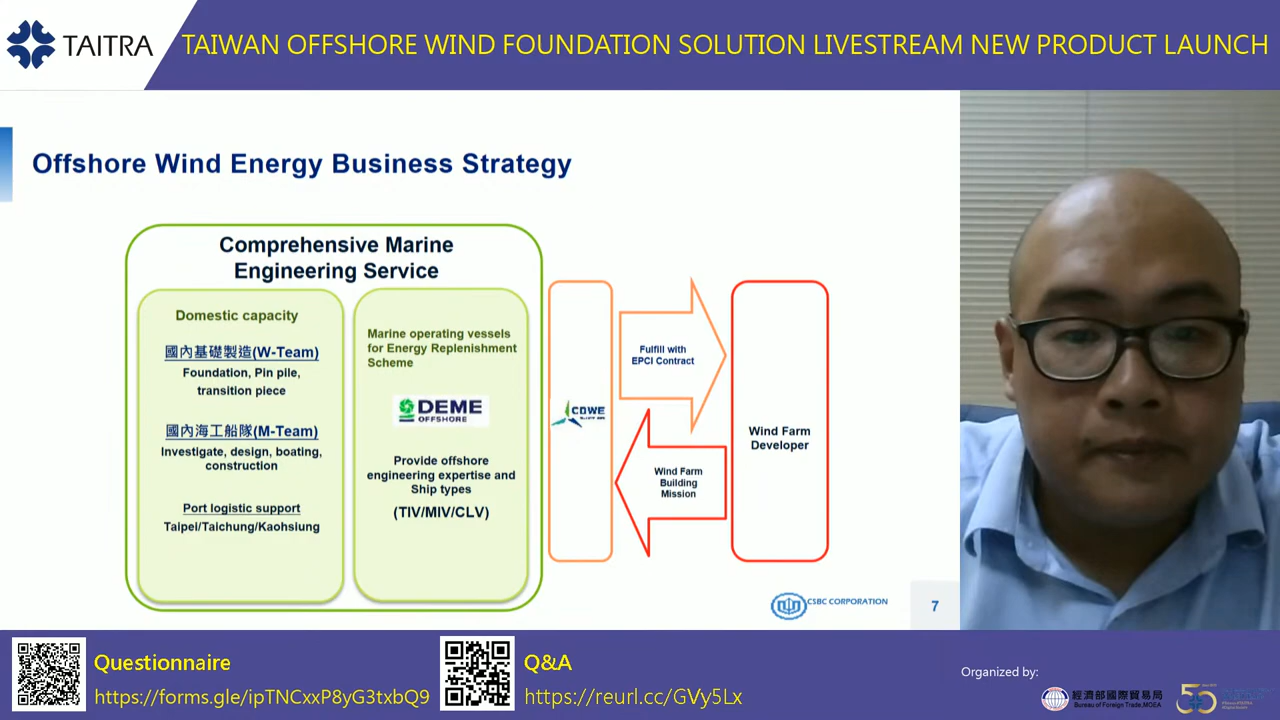 TAITRA
TAIWAN OFFSHORE WIND FOUNDATION SOLUTION LIVESTREAM NEW PRODUCT LAUNCH
Offshore Wind Energy Business Strategy
Comprehensive Marine
Engineering Service
Domestic capacity
國內基礎製造(W-Team)
Foundation, Pin pile,
transition piece
國內海工船隊(M-Team)
Investigate, design, boating,
construction
Port logistic support
Taipei/Taichung/Kaohsiung
Marine operating vessels
for Energy Replenishment
Scheme
DEME
OFFSHORE
Provide offshore
engineering expertise and
Ship types
(TIV/MIV/CLV)
CDWE
Fulfill with
EPCI Contract
Wind Farm
Building
Mission
Wind Farm
Developer
CSBC CORPORATION
7
Questionnaire
https://forms.gle/ipTNCxxP8yG3txbQ9
Q&A
https://reurl.cc/GVy5Lx
Organized by:
經濟部國際貿易局
Bureau of Foreign Trade, MOEA